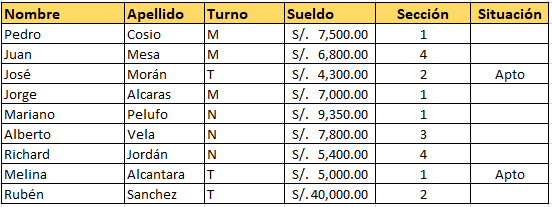 Nombre Apellido Turno Sueldo Sección Situación
Pedro Cosio M S/. 7,500.00 1
Juan Mesa M S/. 6,800.00 4
José Morán T S/. 4,300.00 2 Apto
Jorge Alcaras M S/. 7,000.00 1
Mariano Pelufo N S/. 9,350.00 1
Alberto Vela N S/. 7,800.00 3
Richard Jordán N S/. 5,400.00 4
Melina Alcantara T S/. 5,000.00 1 Apto
Rubén Sanchez T S/. 40,000.00 2